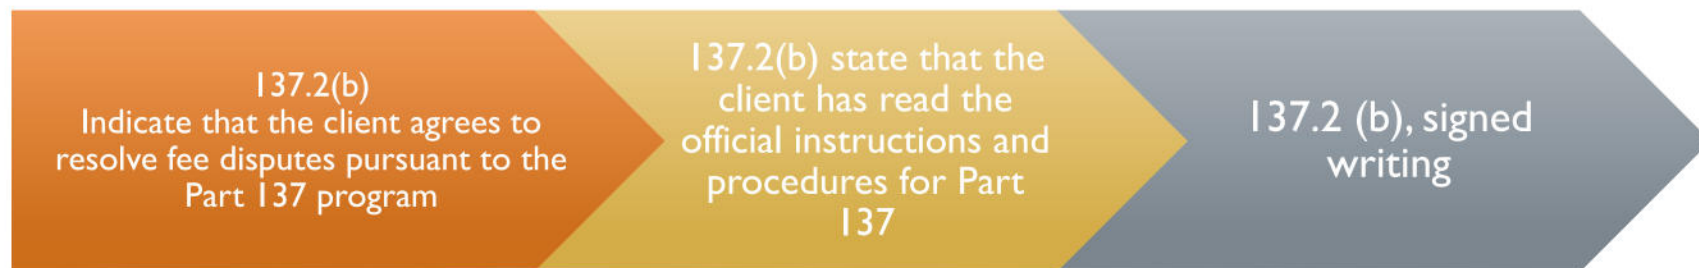 137.2(b)
Indicate that the client agrees to
resolve fee disputes pursuant to the
Part 137 program
137.2(b) state that the
client has read the
official instructions and
procedures for Part
137
137.2 (b), signed
writing